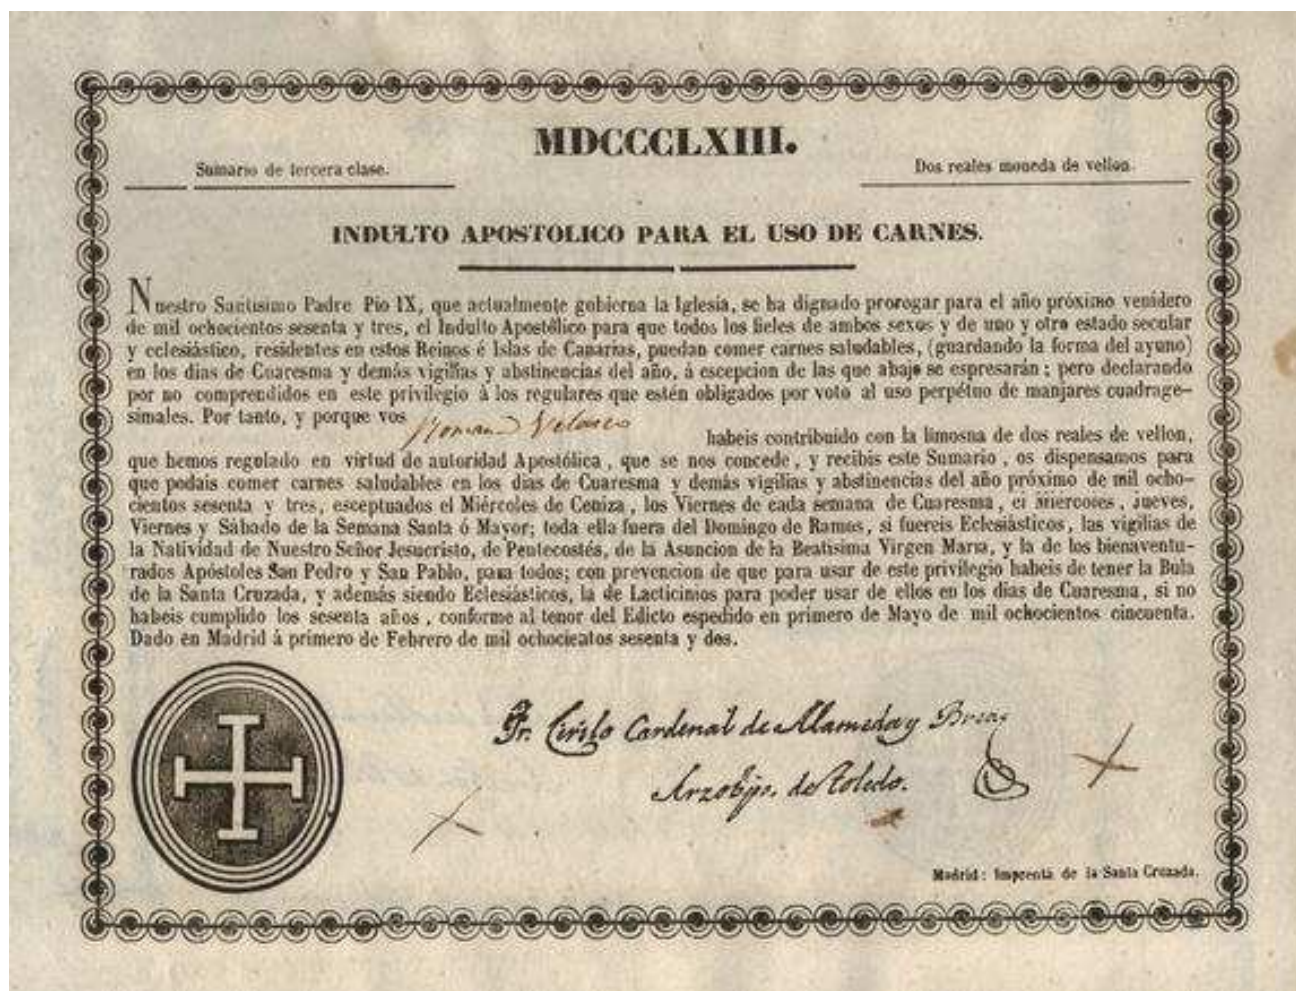 MDCCCLXIII.
Sumario de tercera clase.
Dos reales moneda de vellon.
INDULTO APOSTOLICO PARA EL USO DE CARNES.
Nuestro Santisimo Padre Pio IX, que actualmente gobierna la Iglesia, se ha dignado prorogar para el año próximo venidero
de mil ochocientos sesenta y tres, el Indulto Apostólico para que todos los fieles de ambos sexos y de uno y otro estado secular
y eclesiástico, residentes en estos Reinos é Islas de Canarias, puedan comer carnes saludables, (guardando la forma del ayuno)
en los dias de Cuaresma y demás vigilias y abstinencias del año, á escepcion de las que abajo se espresarán; pero declarando
por no comprendidos en este privilegio á los regulares que estén obligados por voto al uso perpétuo de manjares cuadrage-
simales. Por tanto, y porque vos Roman Velasco
habeis contribuido con la limosna de dos reales de vellon,
que hemos regulado en virtud de autoridad Apostólica, que se nos concede, y recibis este Sumario, os dispensamos para
que podais comer carnes saludables en los dias de Cuaresma y demás vigilias y abstinencias del año próximo de mil ocho-
cientos sesenta y tres, esceptuados el Miércoles de Ceniza, los Viernes de cada semana de Cuaresma, el Miércoles, Jueves,
Viernes y Sábado de la Semana Santa ó Mayor; toda ella fuera del Domingo de Ramos, si fuereis Eclesiásticos, las vigilias de
la Natividad de Nuestro Señor Jesucristo, de Pentecostés, de la Asuncion de la Beatisima Virgen Maria, y la de los bienaventu-
rados Apóstoles San Pedro y San Pablo, para todos; con prevencion de que para usar de este privilegio habeis de tener la Bula
de la Santa Cruzada, y además siendo Eclesiásticos, la de Lacticinios para poder usar de ellos en los dias de Cuaresma, si no
habeis cumplido los sesenta años, conforme al tenor del Edicto espedido en primero de Mayo de mil ochocientos cincuenta.
Dado en Madrid á primero de Febrero de mil ochocientos sesenta y dos.
Fr. Cirilo Cardenal de Alameda y Brea,
Arzobpo. de Toledo.
Madrid: Imprenta de la Santa Cruzada.